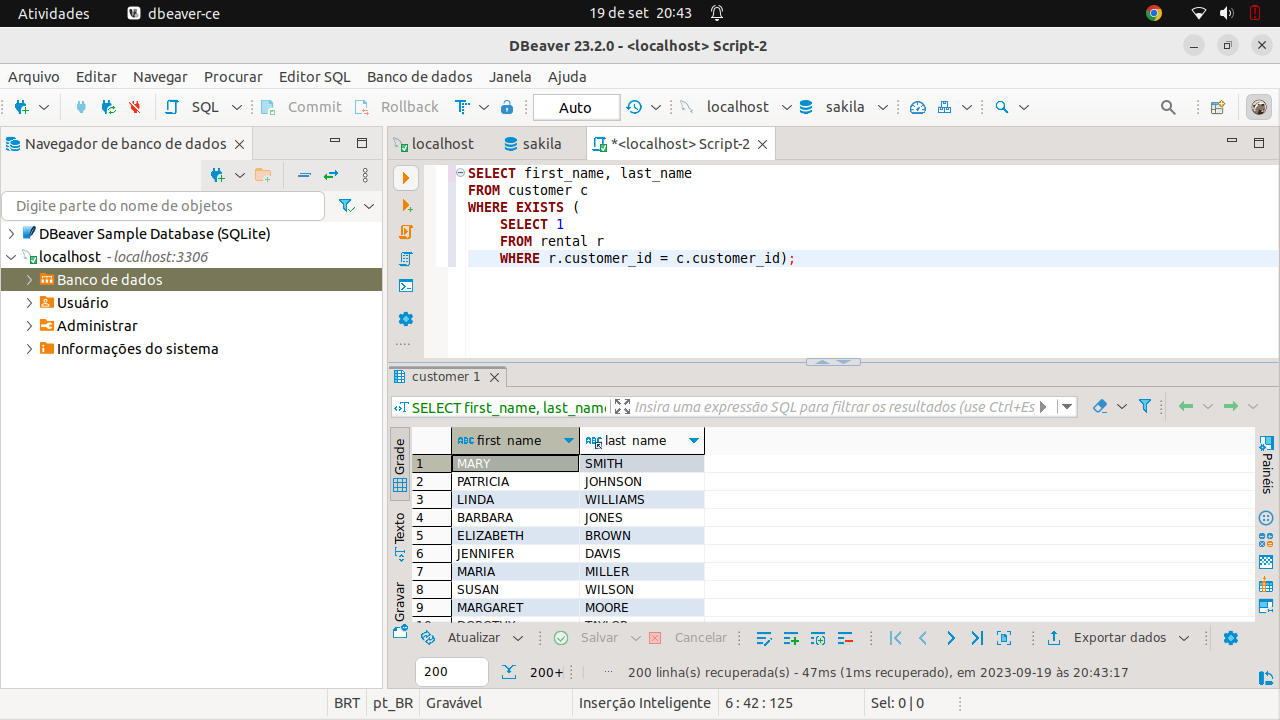 Atividades dbeaver-ce 19 de set 20:43
DBeaver 23.2.0 - <localhost> Script-2
Arquivo Editar Navegar Procurar Editor SQL Banco de dados Janela Ajuda
SQL Commit Rollback Auto localhost sakila
Navegador de banco de dados
Digite parte do nome de objetos
DBeaver Sample Database (SQLite)
localhost - localhost:3306
Banco de dados
Usuário
Administrar
Informações do sistema
localhost sakila *<localhost> Script-2
SELECT first_name, last_name
FROM customer c
WHERE EXISTS (
SELECT 1
FROM rental r
WHERE r.customer_id = c.customer_id);
customer 1
SELECT first_name, last_name Insira uma expressão SQL para filtrar os resultados (use Ctrl+Es
Grade
Texto
Gravar
ABC first_name ABC last_name
1 MARY SMITH
2 PATRICIA JOHNSON
3 LINDA WILLIAMS
4 BARBARA JONES
5 ELIZABETH BROWN
6 JENNIFER DAVIS
7 MARIA MILLER
8 SUSAN WILSON
9 MARGARET MOORE
Painéis
Atualizar Salvar Cancelar Exportar dados
200 200+ ... 200 linha(s) recuperada(s) - 47ms (1ms recuperado), em 2023-09-19 às 20:43:17
BRT pt_BR Gravável Inserção Inteligente 6 : 42 : 125 Sel: 0 | 0